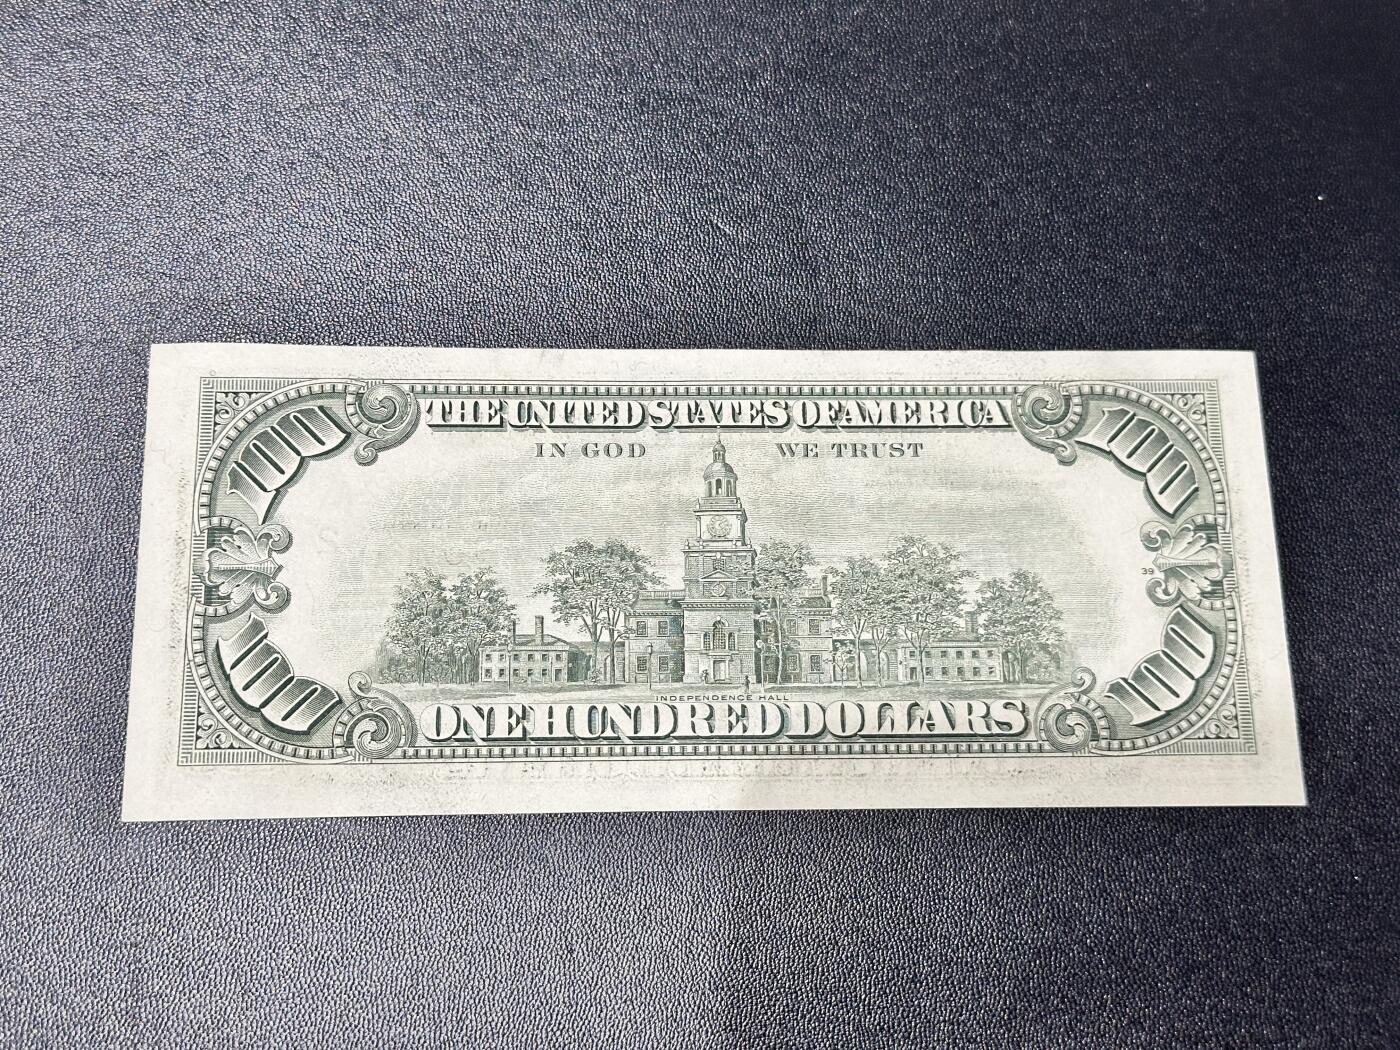 100
THE UNITED STATES OF AMERICA
100
IN GOD WE TRUST
39
100
INDEPENDENCE HALL
100
ONE HUNDRED DOLLARS